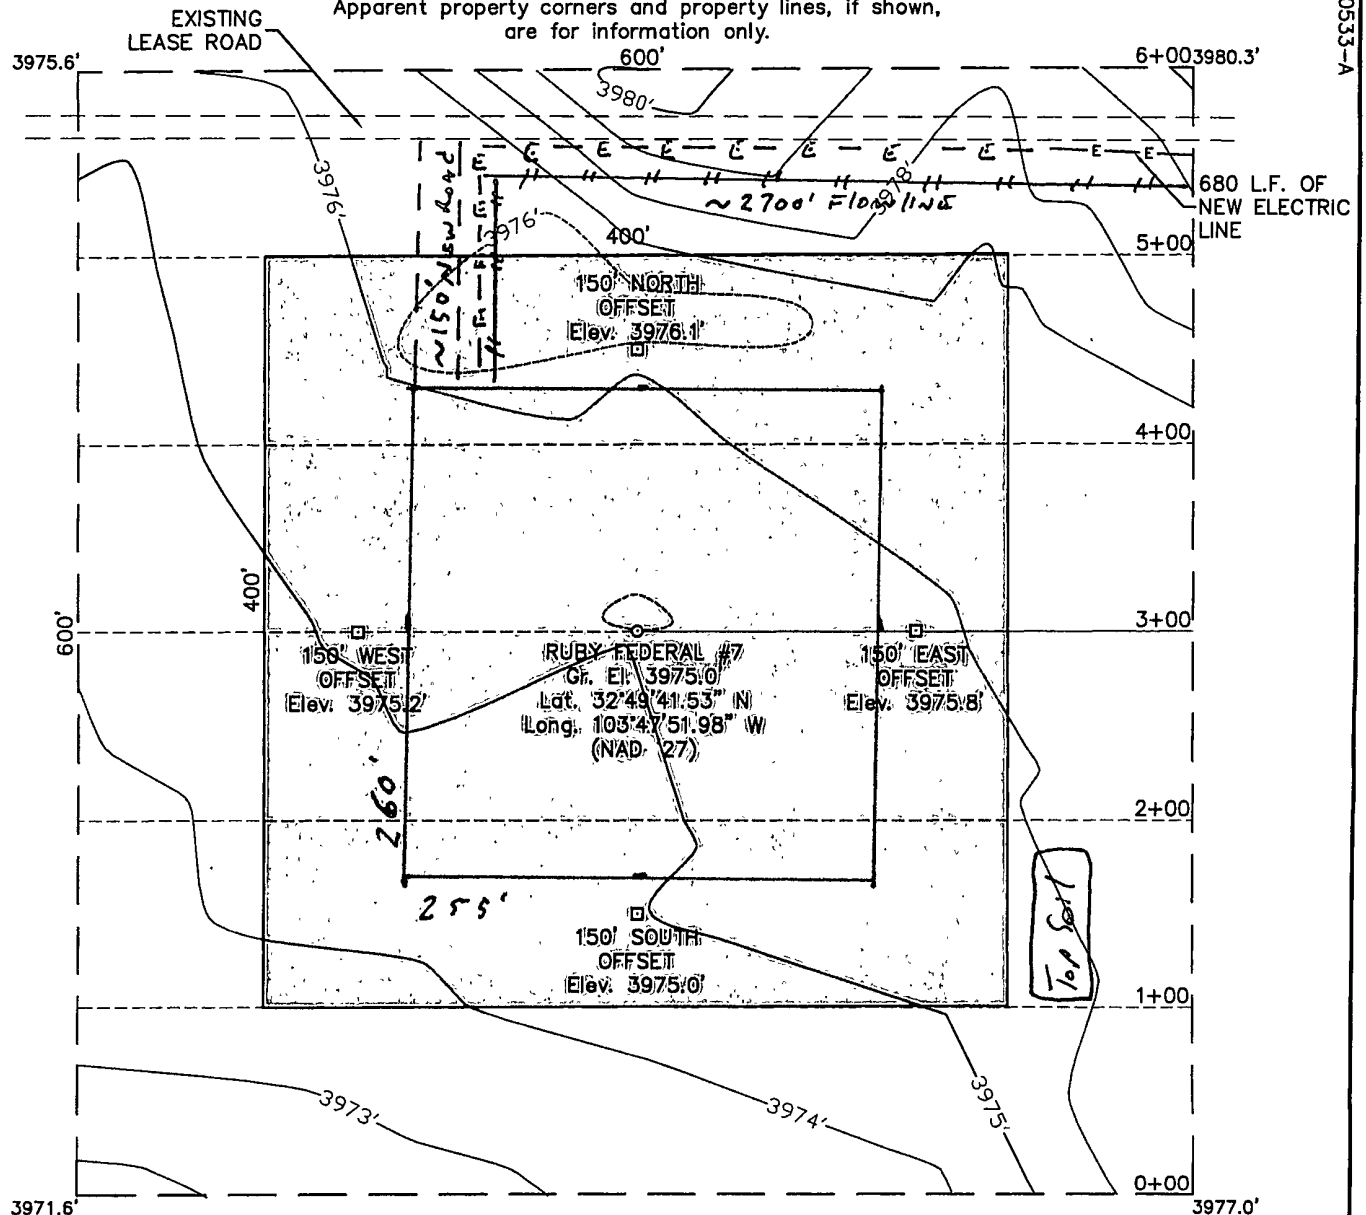 Apparent property corners and property lines, if shown,
are for information only.
0533-A
EXISTING
LEASE ROAD
3975.6'
600'
6+00
3980.3'
3980'
3976'
E E E E E E E E E
3978'
680 L.F. OF
NEW ELECTRIC
LINE
~2700' Flowline
~150' New Road
E E E E
3976'
400'
5+00
150' NORTH
OFFSET
Elev. 3976.1'
4+00
400'
600'
3+00
150' WEST
OFFSET
Elev. 3975.2'
RUBY FEDERAL #7
Gr. El. 3975.0'
Lat. 32°49'41.53" N
Long. 103°47'51.98" W
(NAD '27)
150' EAST
OFFSET
Elev. 3975.8'
260'
2+00
255'
Top Soil
150' SOUTH
OFFSET
Elev. 3975.0'
1+00
3973'
3974'
3975'
0+00
3971.6'
3977.0'